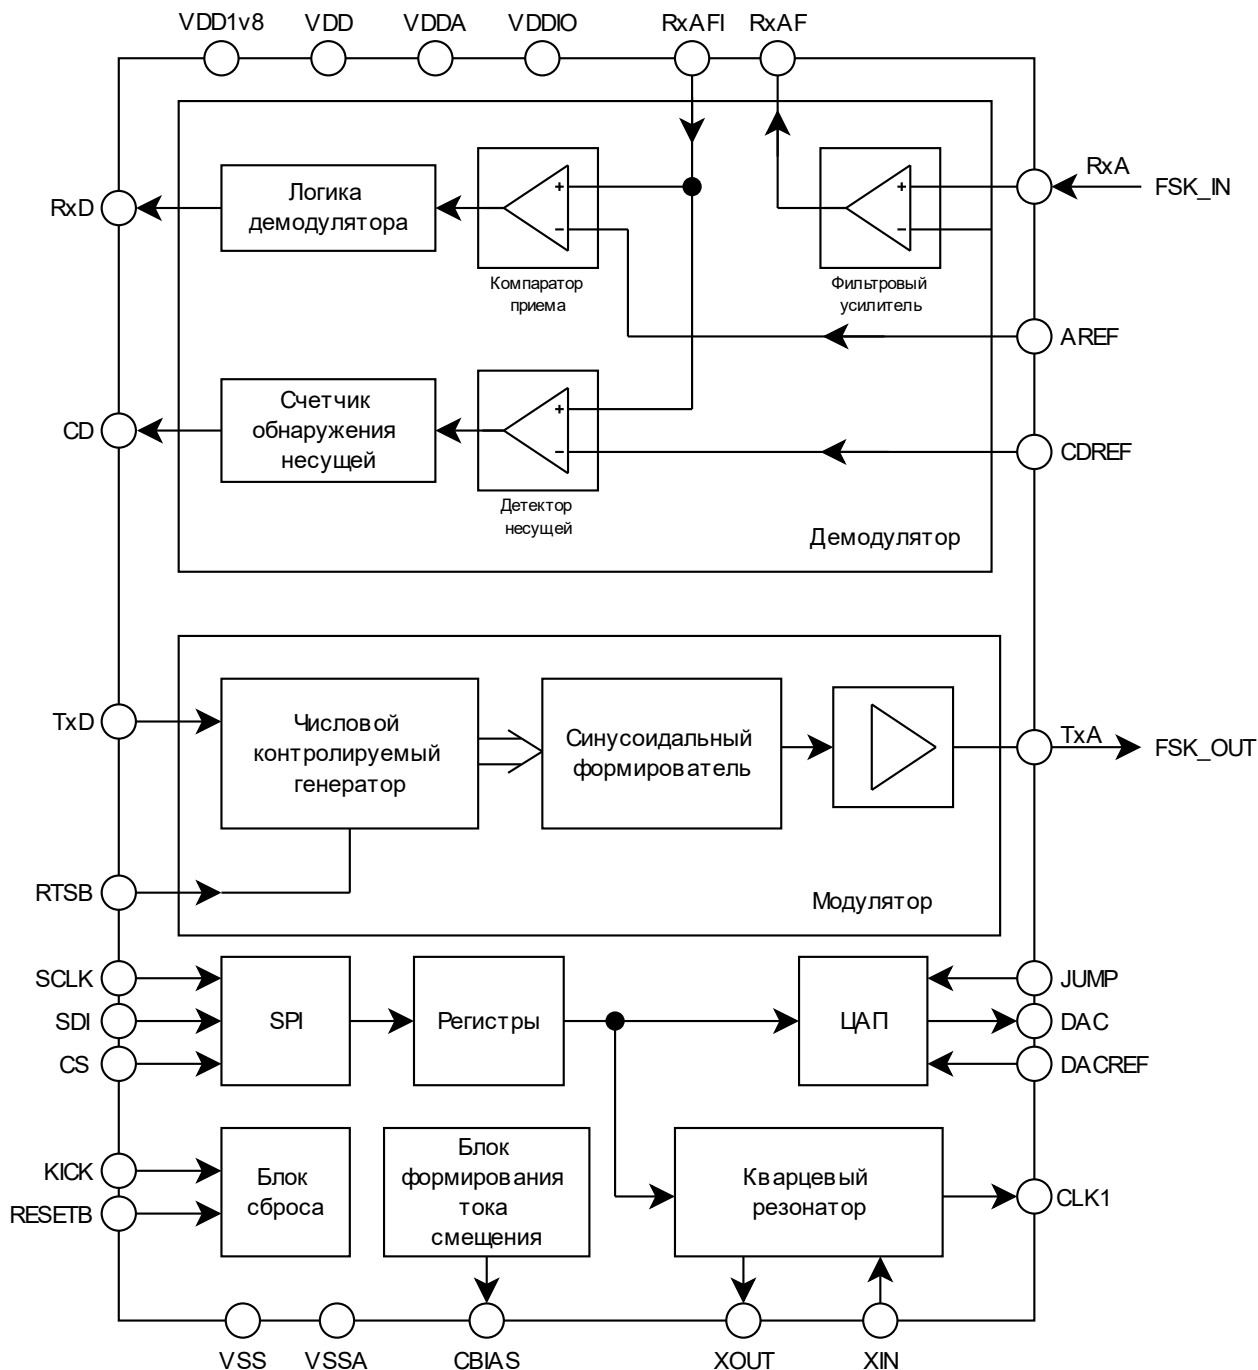 VDD1v8
VDD
VDDA
VDDIO
RxAFI
RxAF
RxD
Логика
демодулятора
+
−
Компаратор
приема
+
−
Фильтровый
усилитель
RxA
FSK_IN
AREF
CD
Счетчик
обнаружения
несущей
+
−
Детектор
несущей
CDREF
Демодулятор
TxD
Числовой
контролируемый
генератор
Синусоидальный
формирователь
TxA
FSK_OUT
RTSB
Модулятор
SCLK
SDI
CS
SPI
Регистры
ЦАП
JUMP
DAC
DACREF
KICK
RESETB
Блок
сброса
Блок
формирования
тока
смещения
Кварцевый
резонатор
CLK1
VSS
VSSA
CBIAS
XOUT
XIN